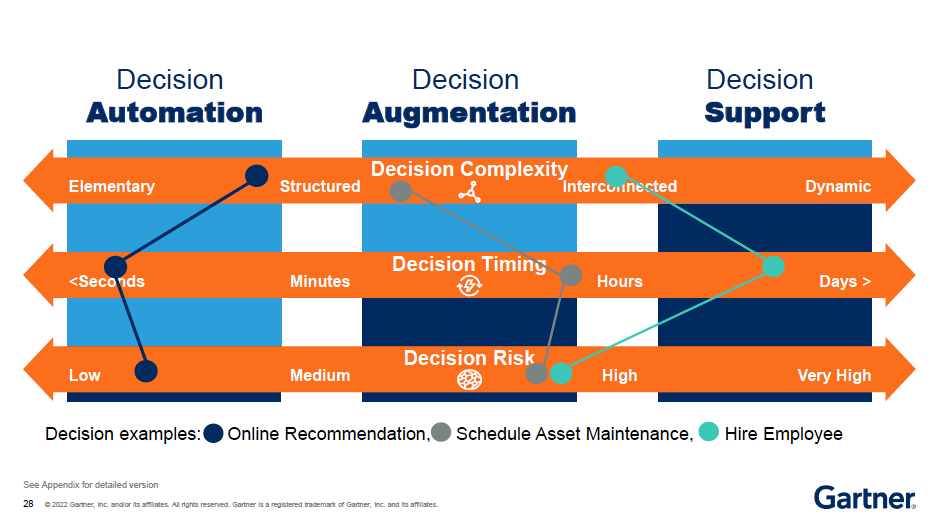 Decision
Automation
Decision
Augmentation
Decision
Support
Decision Complexity
Elementary
Structured
Interconnected
Dynamic
Decision Timing
<Seconds
Minutes
Hours
Days >
Decision Risk
Low
Medium
High
Very High
Decision examples: Online Recommendation, Schedule Asset Maintenance, Hire Employee
See Appendix for detailed version
28 © 2022 Gartner, Inc. and/or its affiliates. All rights reserved. Gartner is a registered trademark of Gartner, Inc. and its affiliates.
Gartner®